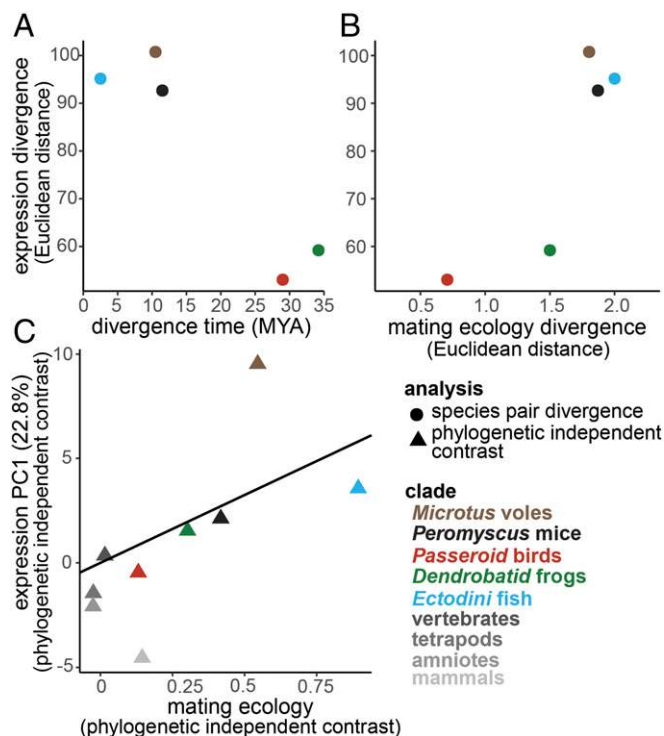 A
expression divergence
(Euclidean distance)
100
90
80
70
60
0 5 10 15 20 25 30 35
divergence time (MYA)
B
100
90
80
70
60
0.5 1.0 1.5 2.0
mating ecology divergence
(Euclidean distance)
C
expression PC1 (22.8%)
(phylogenetic independent contrast)
10
5
0
-5
0 0.25 0.5 0.75
mating ecology
(phylogenetic independent contrast)
analysis
species pair divergence
phylogenetic independent
contrast
clade
Microtus voles
Peromyscus mice
Passeroid birds
Dendrobatid frogs
Ectodini fish
vertebrates
tetrapods
amniotes
mammals